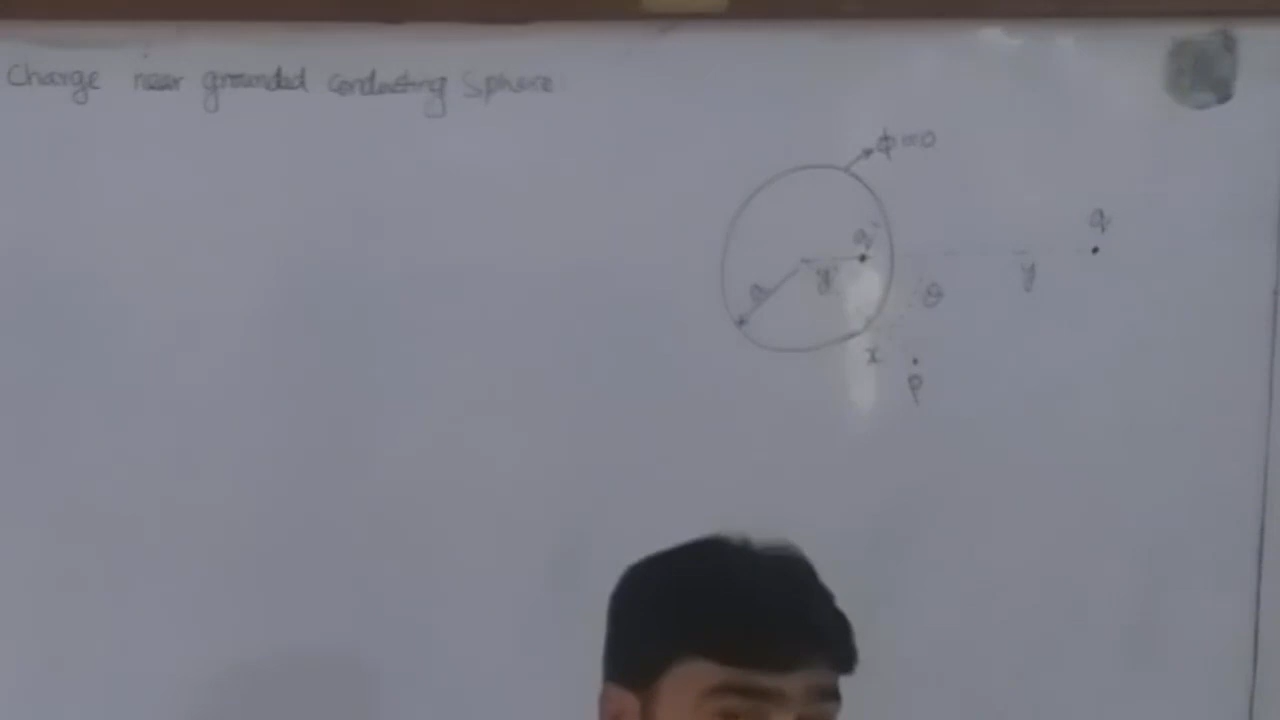 Charge near grounded conducting Sphere
ϕ=0
q
q'
y'
y
a
θ
x
P